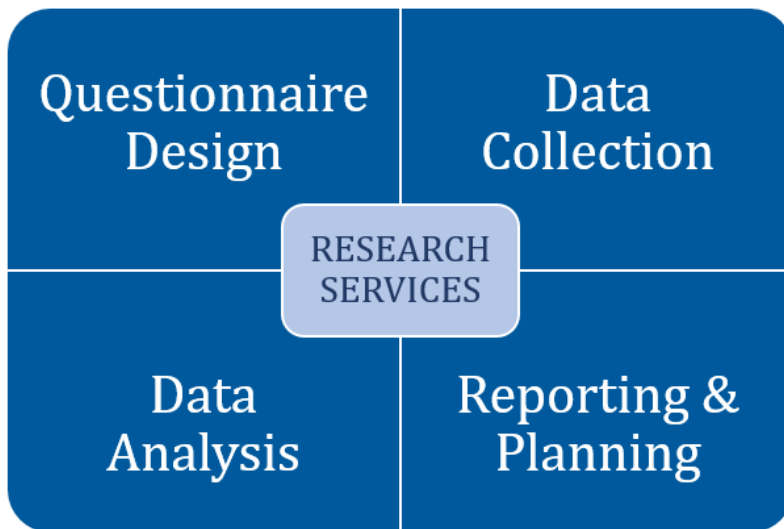 Questionnaire
Design
Data
Collection
RESEARCH
SERVICES
Data
Analysis
Reporting &
Planning